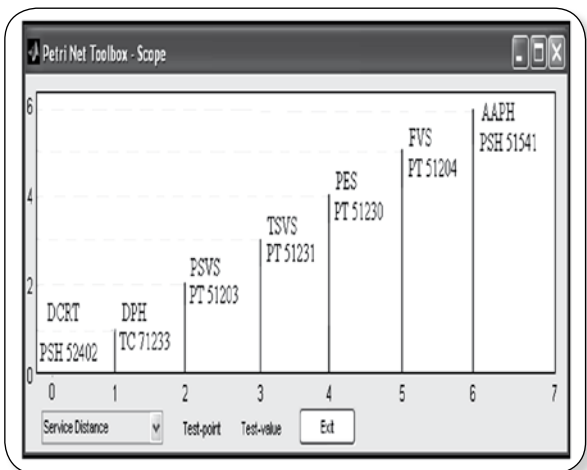 Petri Net Toolbox - Scope
6
4
2
0
DCRT
PSH 52402
DPH
TC 71233
PSVS
PT 51203
TSVS
PT 51231
PES
PT 51230
FVS
PT 51204
AAPH
PSH 51541
0 1 2 3 4 5 6 7
Service Distance Test-point Test-value Exit